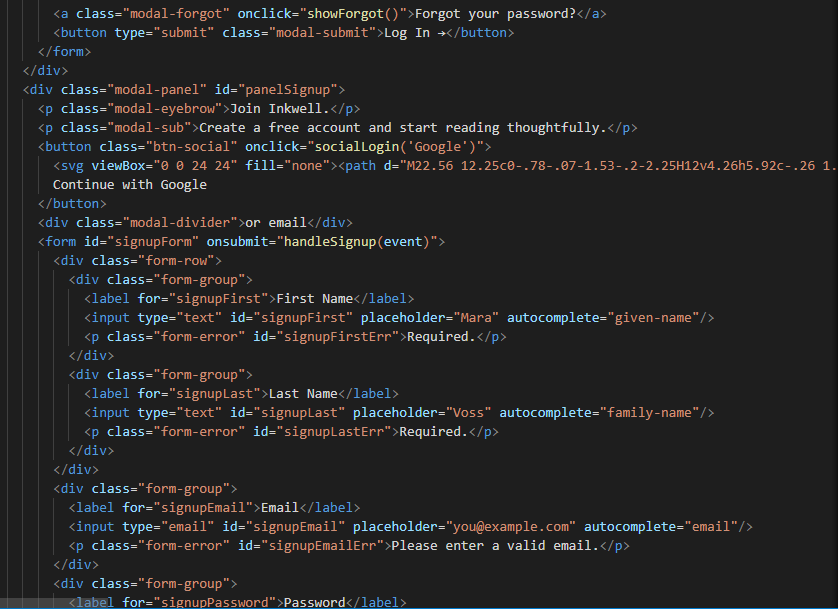 <a class="modal-forgot" onclick="showForgot()">Forgot your password?</a>
<button type="submit" class="modal-submit">Log In →</button>
</form>
</div>
<div class="modal-panel" id="panelSignup">
<p class="modal-eyebrow">Join Inkwell.</p>
<p class="modal-sub">Create a free account and start reading thoughtfully.</p>
<button class="btn-social" onclick="socialLogin('Google')">
<svg viewBox="0 0 24 24" fill="none"><path d="M22.56 12.25c0-.78-.07-1.53-.2-2.25H12v4.26h5.92c-.26 1.
Continue with Google
</button>
<div class="modal-divider">or email</div>
<form id="signupForm" onsubmit="handleSignup(event)">
<div class="form-row">
<div class="form-group">
<label for="signupFirst">First Name</label>
<input type="text" id="signupFirst" placeholder="Mara" autocomplete="given-name"/>
<p class="form-error" id="signupFirstErr">Required.</p>
</div>
<div class="form-group">
<label for="signupLast">Last Name</label>
<input type="text" id="signupLast" placeholder="Voss" autocomplete="family-name"/>
<p class="form-error" id="signupLastErr">Required.</p>
</div>
</div>
<div class="form-group">
<label for="signupEmail">Email</label>
<input type="email" id="signupEmail" placeholder="you@example.com" autocomplete="email"/>
<p class="form-error" id="signupEmailErr">Please enter a valid email.</p>
</div>
<div class="form-group">
<label for="signupPassword">Password</label>